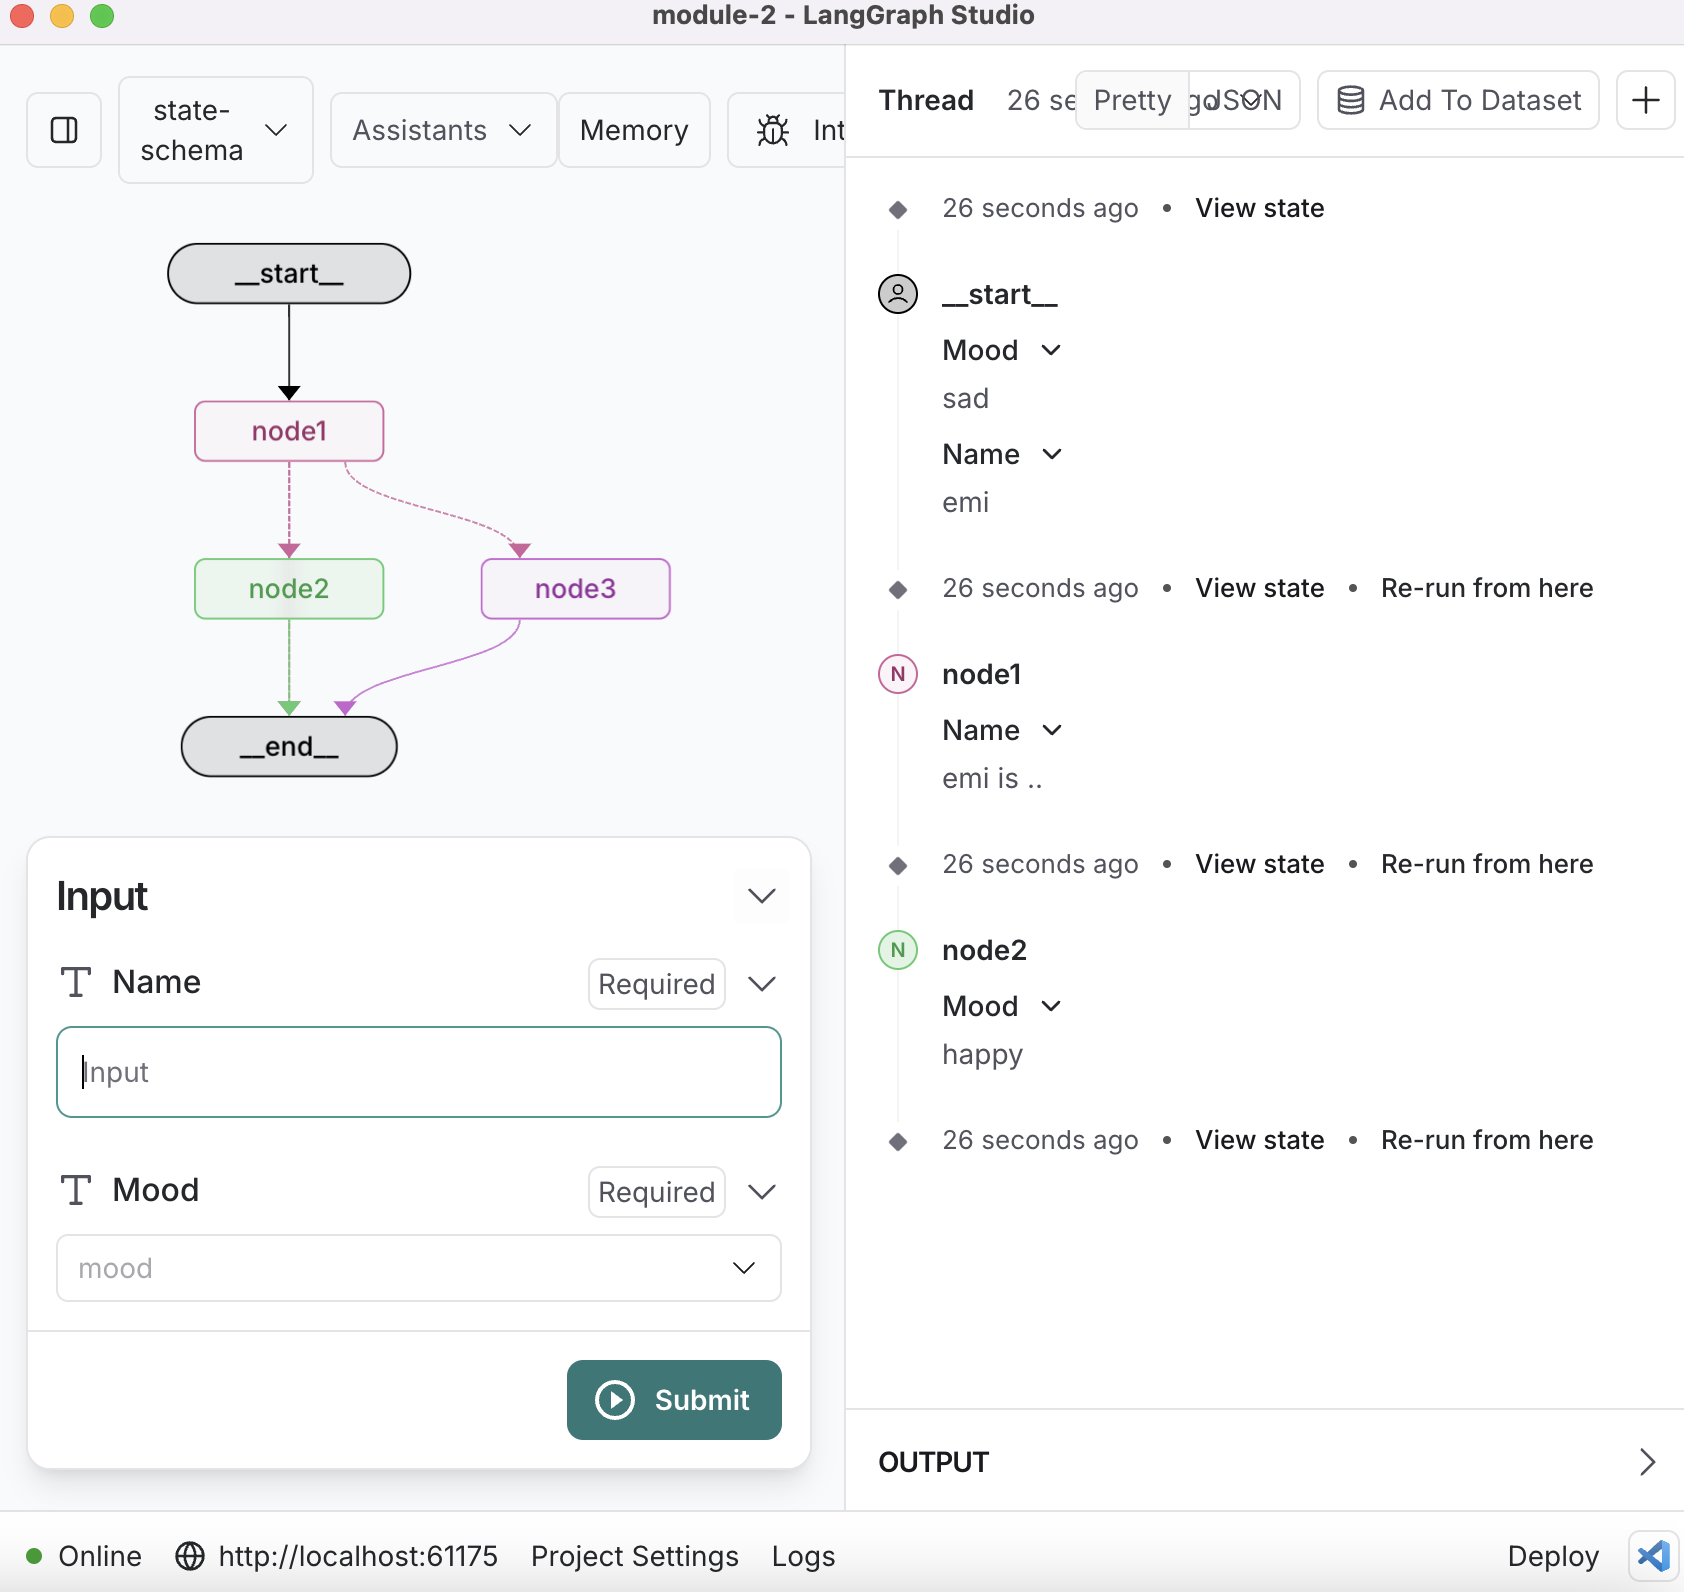 module-2 - LangGraph Studio
state-
schema
Assistants
Memory
Int
__start__
node1
node2
node3
__end__
Input
Name
Required
Input
Mood
Required
mood
Submit
Thread
26 se
Pretty
go
JSON
Add To Dataset
26 seconds ago • View state
__start__
Mood
sad
Name
emi
26 seconds ago • View state • Re-run from here
N node1
Name
emi is ..
26 seconds ago • View state • Re-run from here
N node2
Mood
happy
26 seconds ago • View state • Re-run from here
OUTPUT
Online
http://localhost:61175
Project Settings
Logs
Deploy